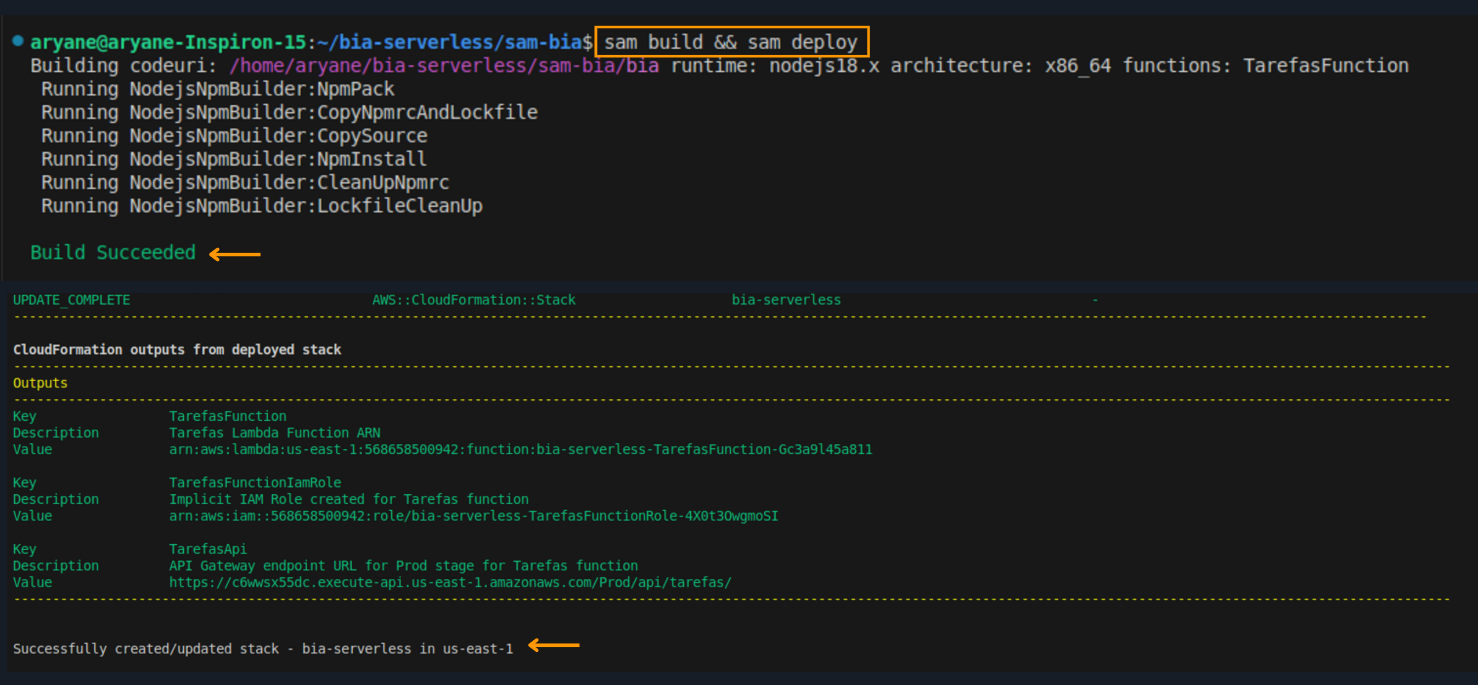 aryane@aryane-Inspiron-15:~/bia-serverless/sam-bia$ sam build && sam deploy
Building codeuri: /home/aryane/bia-serverless/sam-bia/bia runtime: nodejs18.x architecture: x86_64 functions: TarefasFunction
Running NodejsNpmBuilder:NpmPack
Running NodejsNpmBuilder:CopyNpmrcAndLockfile
Running NodejsNpmBuilder:CopySource
Running NodejsNpmBuilder:NpmInstall
Running NodejsNpmBuilder:CleanUpNpmrc
Running NodejsNpmBuilder:LockfileCleanUp
Build Succeeded
UPDATE_COMPLETE AWS::CloudFormation::Stack bia-serverless -
CloudFormation outputs from deployed stack
Outputs
Key TarefasFunction
Description Tarefas Lambda Function ARN
Value arn:aws:lambda:us-east-1:568658500942:function:bia-serverless-TarefasFunction-Gc3a9l45a811
Key TarefasFunctionIamRole
Description Implicit IAM Role created for Tarefas function
Value arn:aws:iam::568658500942:role/bia-serverless-TarefasFunctionRole-4X0t3OwgmoSI
Key TarefasApi
Description API Gateway endpoint URL for Prod stage for Tarefas function
Value https://c6wwsx55dc.execute-api.us-east-1.amazonaws.com/Prod/api/tarefas/
Successfully created/updated stack - bia-serverless in us-east-1